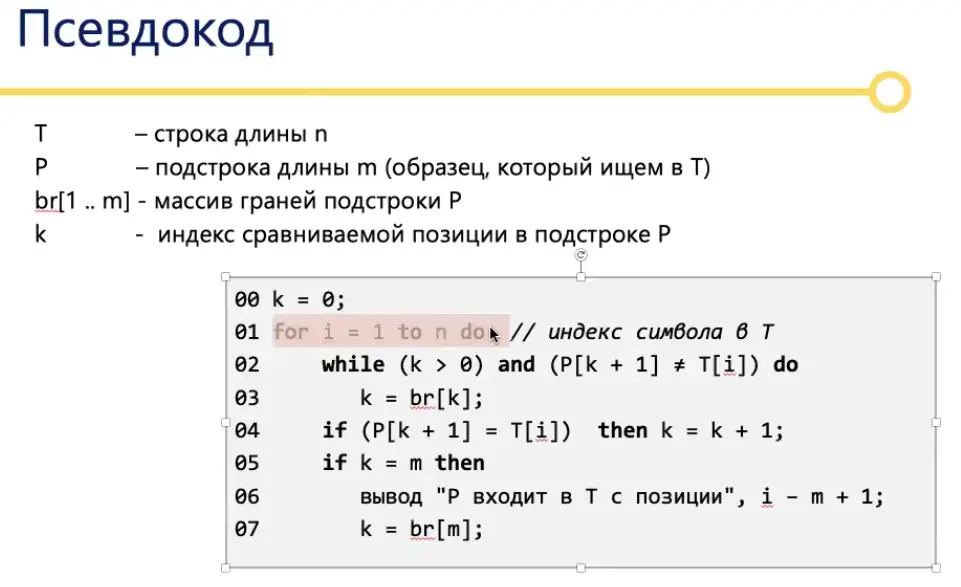 Псевдокод
T – строка длины n
P – подстрока длины m (образец, который ищем в T)
br[1 .. m] - массив граней подстроки P
k - индекс сравниваемой позиции в подстроке P
00 k = 0;
01 for i = 1 to n do // индекс символа в T
02 while (k > 0) and (P[k + 1] ≠ T[i]) do
03 k = br[k];
04 if (P[k + 1] = T[i]) then k = k + 1;
05 if k = m then
06 вывод "P входит в T с позиции", i – m + 1;
07 k = br[m];